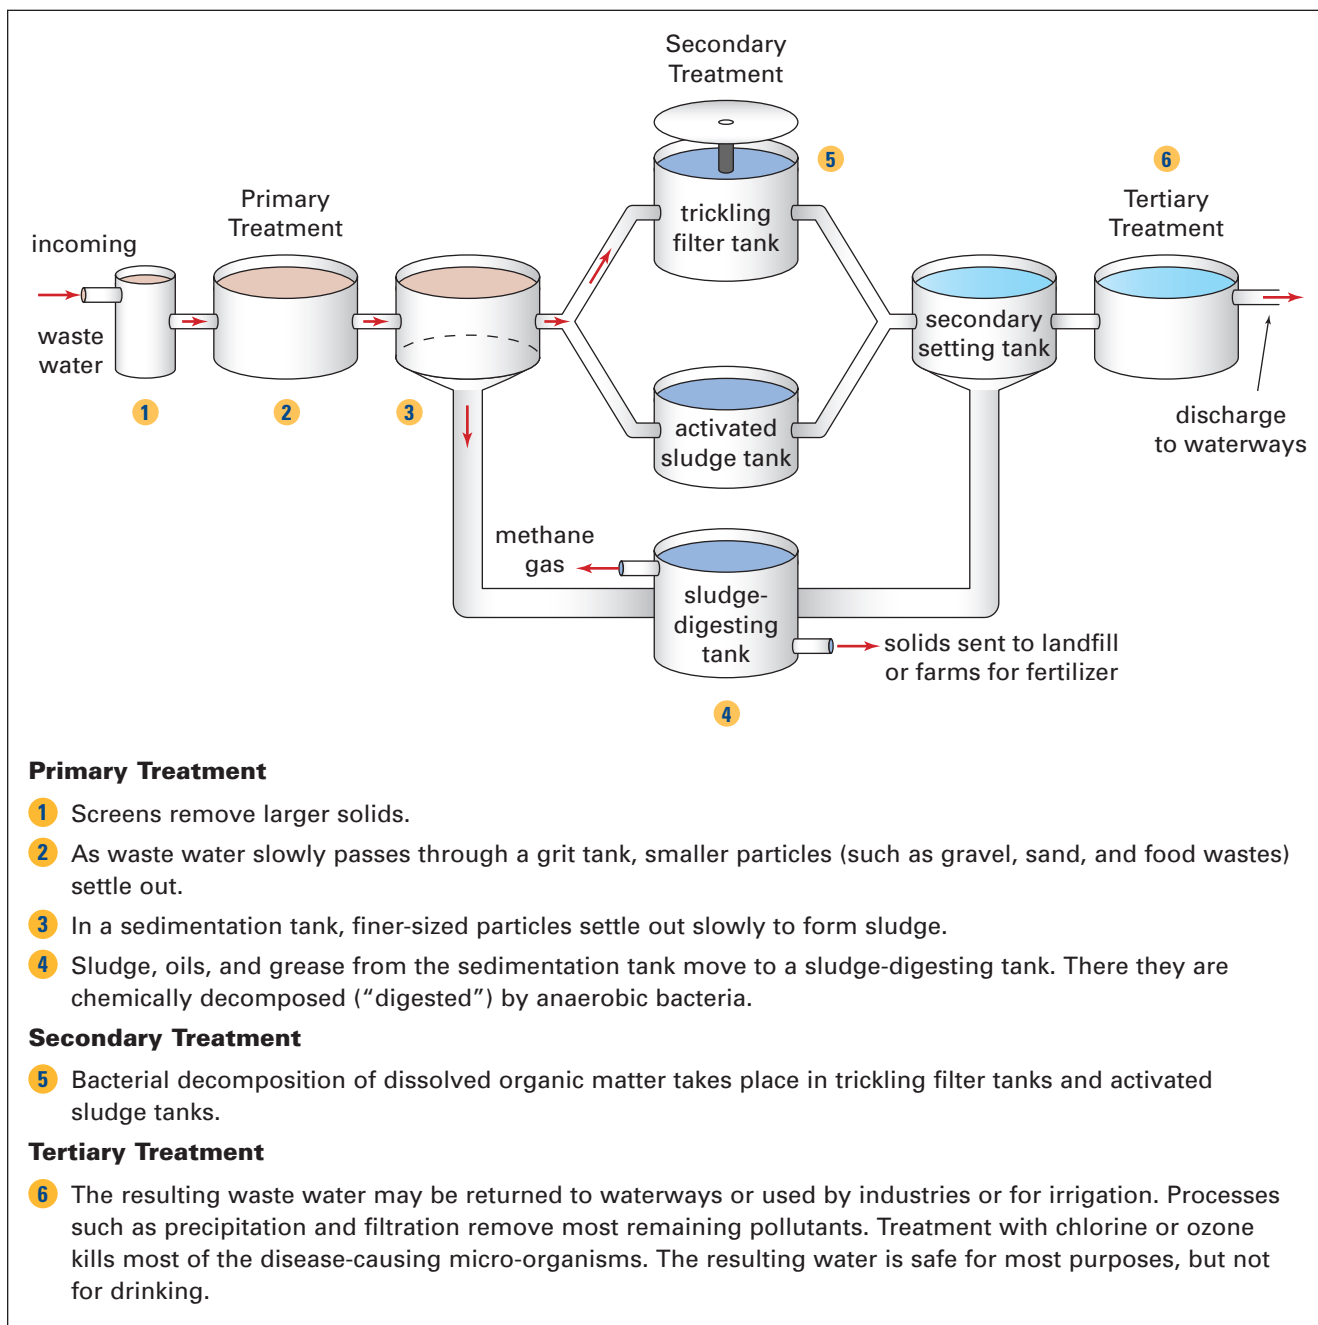 Secondary
Treatment
5
6
Primary
Treatment
trickling
filter tank
Tertiary
Treatment
incoming
waste
water
secondary
setting tank
1
2
3
activated
sludge tank
discharge
to waterways
methane
gas
sludge-
digesting
tank
solids sent to landfill
or farms for fertilizer
4
Primary Treatment
1 Screens remove larger solids.
2 As waste water slowly passes through a grit tank, smaller particles (such as gravel, sand, and food wastes)
settle out.
3 In a sedimentation tank, finer-sized particles settle out slowly to form sludge.
4 Sludge, oils, and grease from the sedimentation tank move to a sludge-digesting tank. There they are
chemically decomposed (“digested”) by anaerobic bacteria.
Secondary Treatment
5 Bacterial decomposition of dissolved organic matter takes place in trickling filter tanks and activated
sludge tanks.
Tertiary Treatment
6 The resulting waste water may be returned to waterways or used by industries or for irrigation. Processes
such as precipitation and filtration remove most remaining pollutants. Treatment with chlorine or ozone
kills most of the disease-causing micro-organisms. The resulting water is safe for most purposes, but not
for drinking.